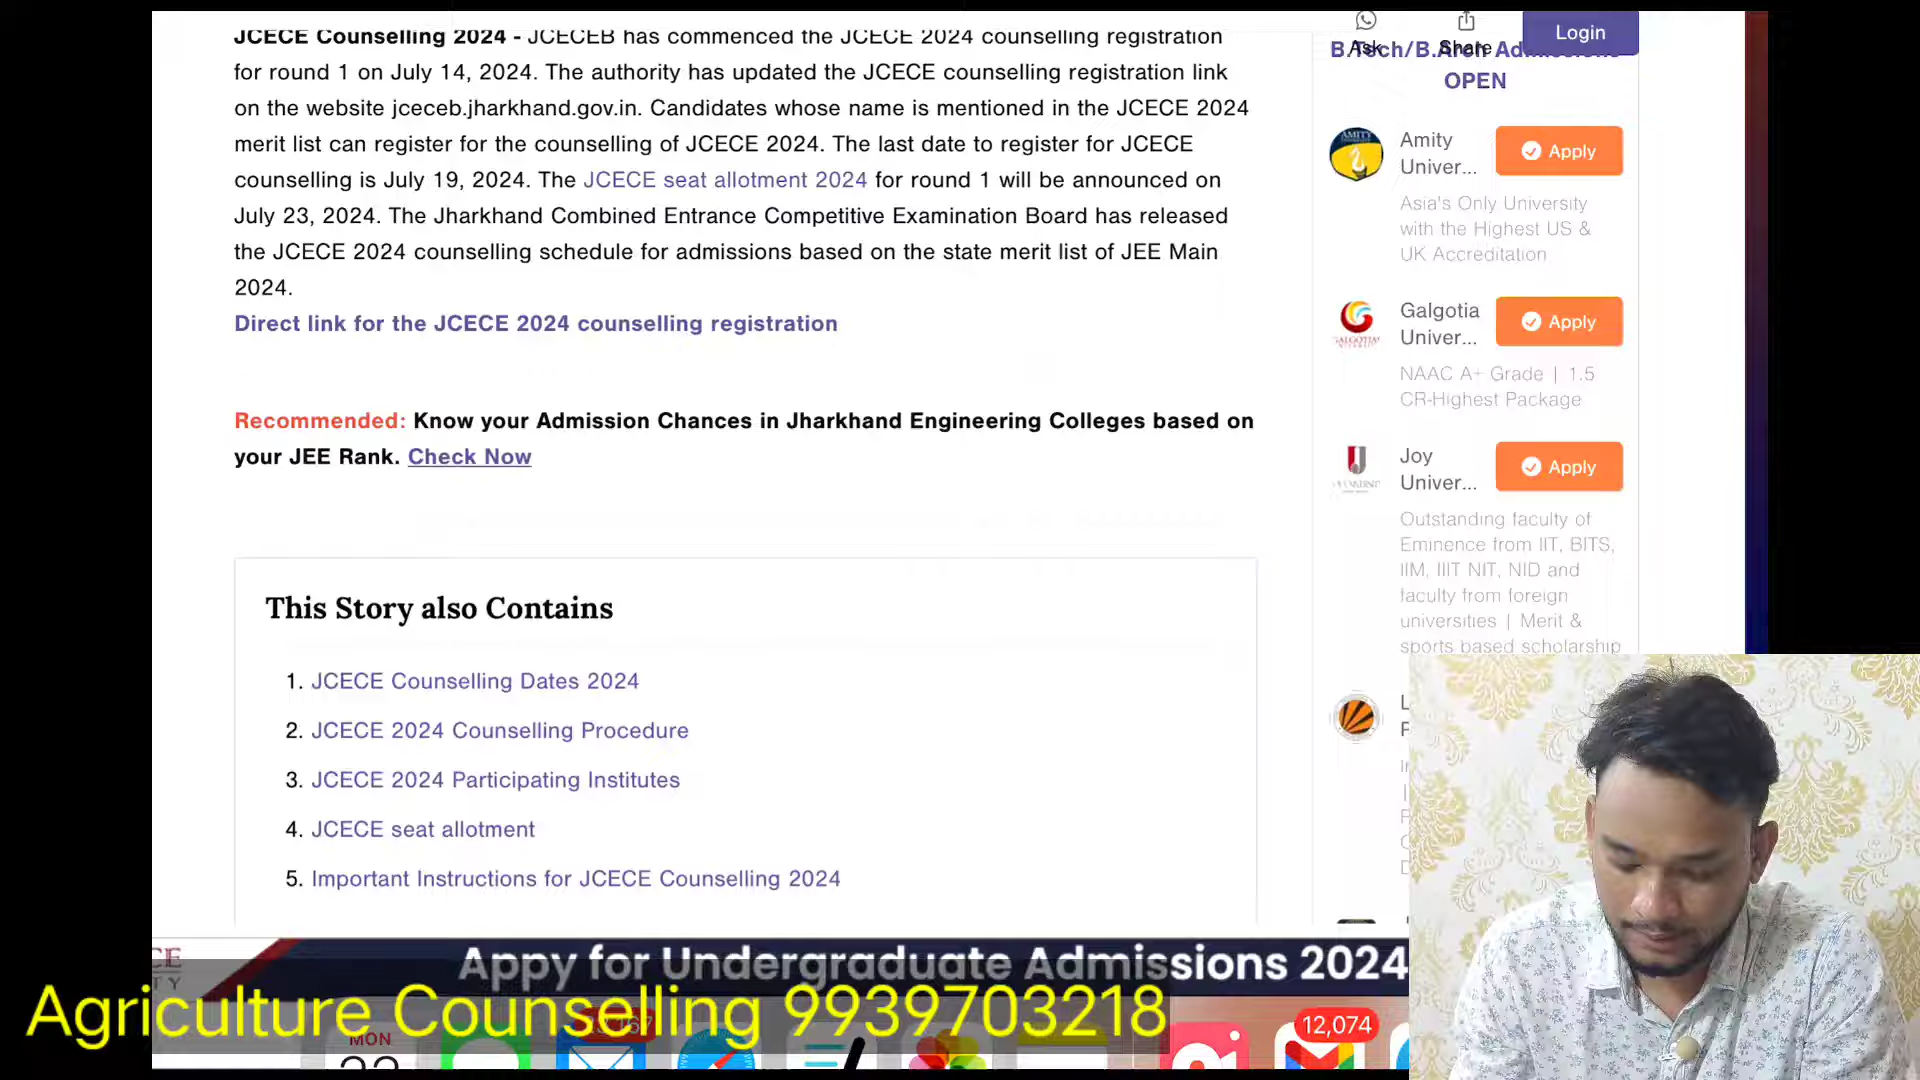 JCECE Counselling 2024 - JCECEB has commenced the JCECE 2024 counselling registration
for round 1 on July 14, 2024. The authority has updated the JCECE counselling registration link
on the website jceceb.jharkhand.gov.in. Candidates whose name is mentioned in the JCECE 2024
merit list can register for the counselling of JCECE 2024. The last date to register for JCECE
counselling is July 19, 2024. The JCECE seat allotment 2024 for round 1 will be announced on
July 23, 2024. The Jharkhand Combined Entrance Competitive Examination Board has released
the JCECE 2024 counselling schedule for admissions based on the state merit list of JEE Main
2024.
Direct link for the JCECE 2024 counselling registration
Recommended: Know your Admission Chances in Jharkhand Engineering Colleges based on
your JEE Rank. Check Now
This Story also Contains
1. JCECE Counselling Dates 2024
2. JCECE 2024 Counselling Procedure
3. JCECE 2024 Participating Institutes
4. JCECE seat allotment
5. Important Instructions for JCECE Counselling 2024
Ask
Share
Login
B.Tech/B.Arch Admissions
OPEN
Amity
Univer...
Apply
Asia's Only University
with the Highest US &
UK Accreditation
Galgotia
Univer...
Apply
NAAC A+ Grade | 1.5
CR-Highest Package
Joy
Univer...
Apply
Outstanding faculty of
Eminence from IIT, BITS,
IIM, IIIT NIT, NID and
faculty from foreign
universities | Merit &
sports based scholarship
Appy for Undergraduate Admissions 2024
Agriculture Counselling 9939703218
MON
12,074